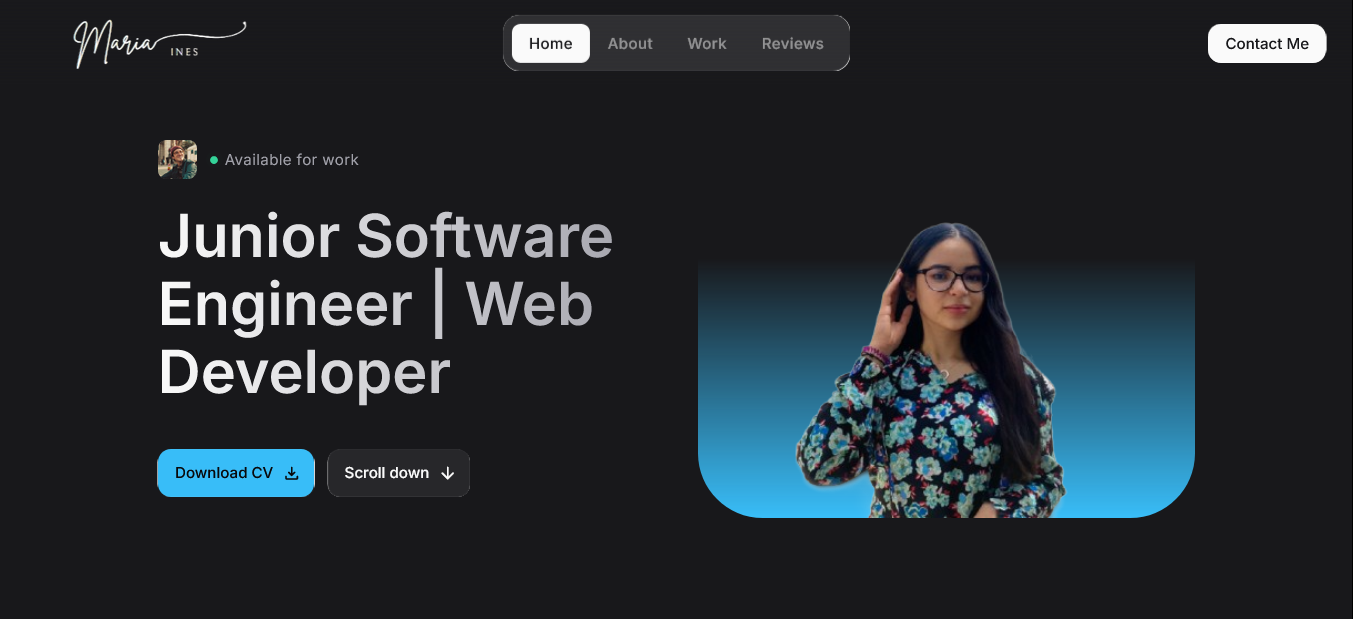 Maria
INES
Home
About
Work
Reviews
Contact Me
Available for work
Junior Software
Engineer | Web
Developer
Download CV
Scroll down